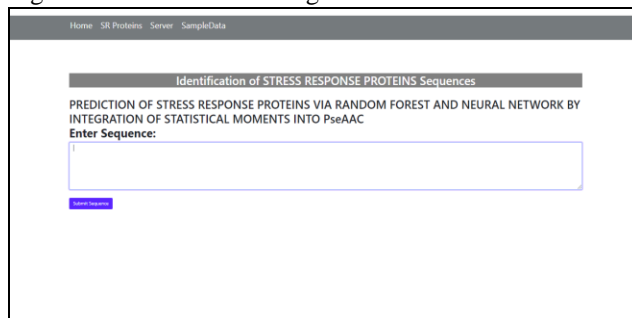 Home SR Proteins Server SampleData
Identification of STRESS RESPONSE PROTEINS Sequences
PREDICTION OF STRESS RESPONSE PROTEINS VIA RANDOM FOREST AND NEURAL NETWORK BY
INTEGRATION OF STATISTICAL MOMENTS INTO PseAAC
Enter Sequence:
Submit Sequence